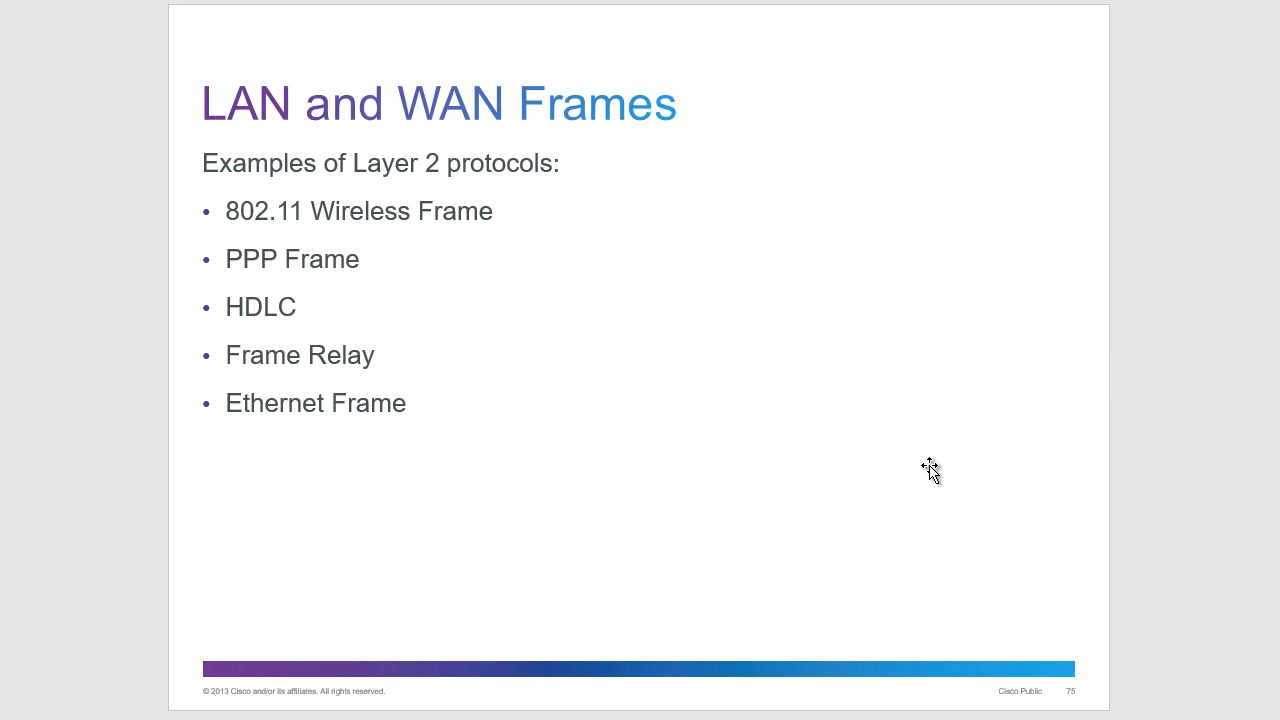 LAN and WAN Frames
Examples of Layer 2 protocols:
• 802.11 Wireless Frame
• PPP Frame
• HDLC
• Frame Relay
• Ethernet Frame
© 2013 Cisco and/or its affiliates. All rights reserved. Cisco Public 75